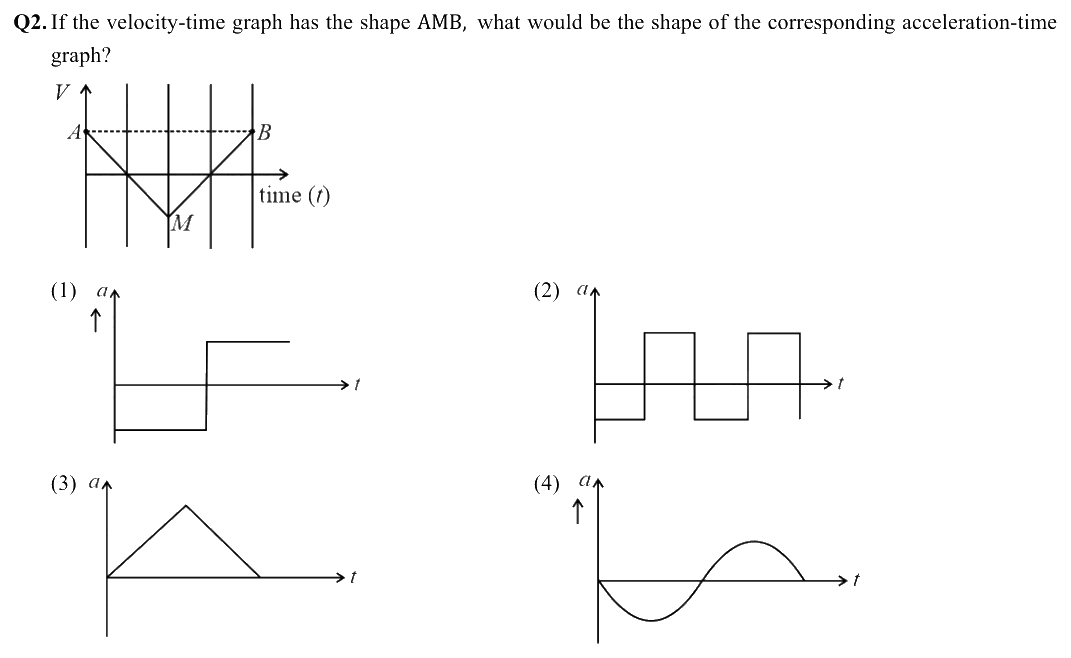 Q2. If the velocity-time graph has the shape AMB, what would be the shape of the corresponding acceleration-time
graph?
V
A
B
time (t)
M
(1) a
t
(2) a
t
(3) a
t
(4) a
t